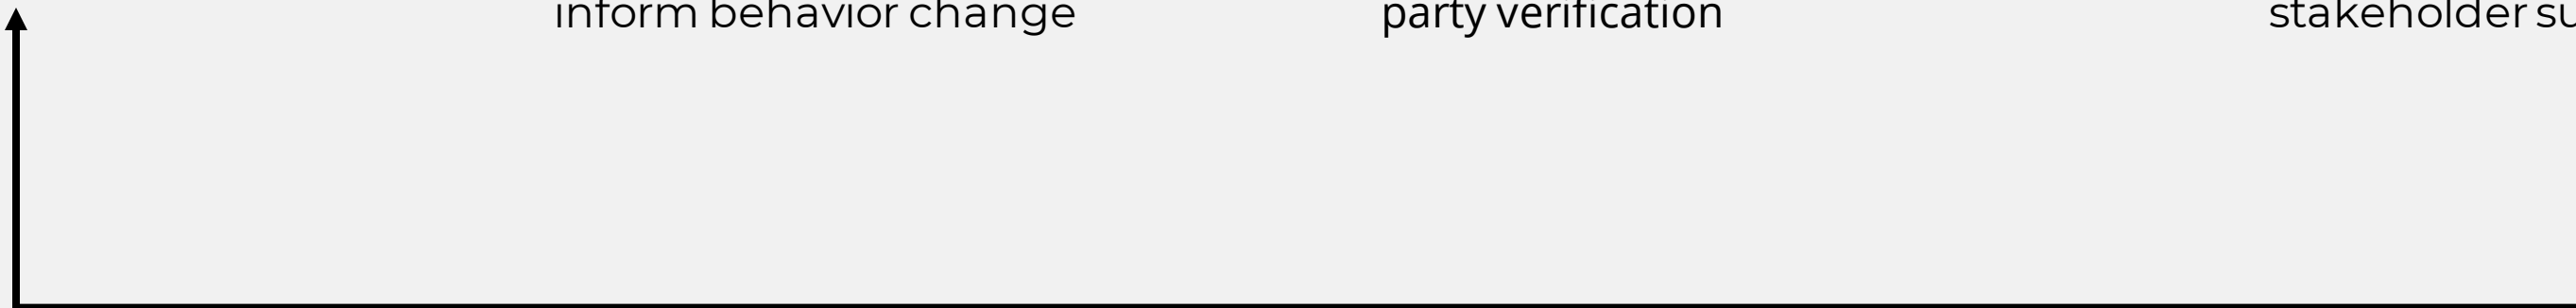 inform behavior change
party verification
stakeholder